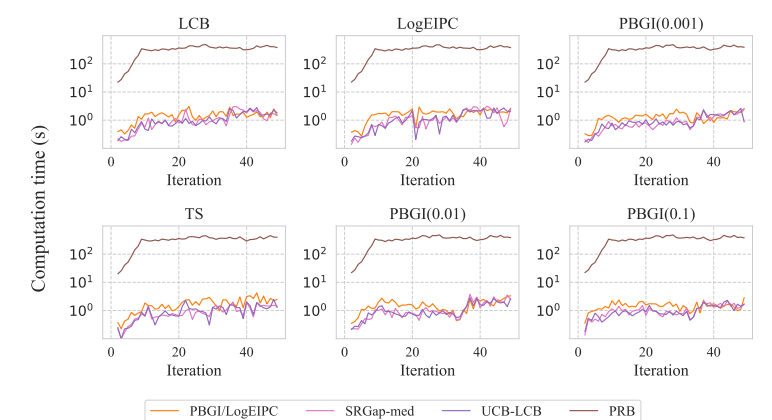 LCB
LogEIPC
PBGI(0.001)
10² 10² 10²
10¹ 10¹ 10¹
10⁰ 10⁰ 10⁰
0 20 40 0 20 40 0 20 40
Iteration Iteration Iteration
Computation time (s)
TS
PBGI(0.01)
PBGI(0.1)
10² 10² 10²
10¹ 10¹ 10¹
10⁰ 10⁰ 10⁰
0 20 40 0 20 40 0 20 40
Iteration Iteration Iteration
PBGI/LogEIPC SRGap-med UCB-LCB PRB